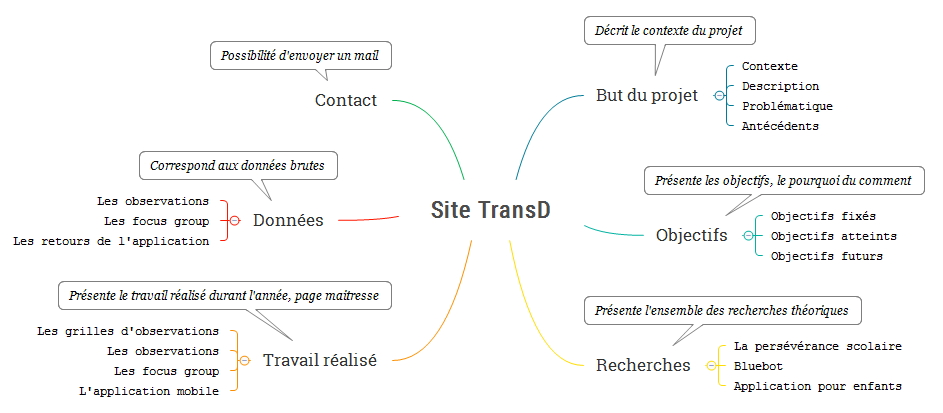 Site TransD
Décrit le contexte du projet
But du projet
Contexte
Description
Problématique
Antécédents
Présente les objectifs, le pourquoi du comment
Objectifs
Objectifs fixés
Objectifs atteints
Objectifs futurs
Présente l'ensemble des recherches théoriques
Recherches
La persévérance scolaire
Bluebot
Application pour enfants
Possibilité d'envoyer un mail
Contact
Correspond aux données brutes
Données
Les observations
Les focus group
Les retours de l'application
Présente le travail réalisé durant l'année, page maitresse
Travail réalisé
Les grilles d'observations
Les observations
Les focus group
L'application mobile